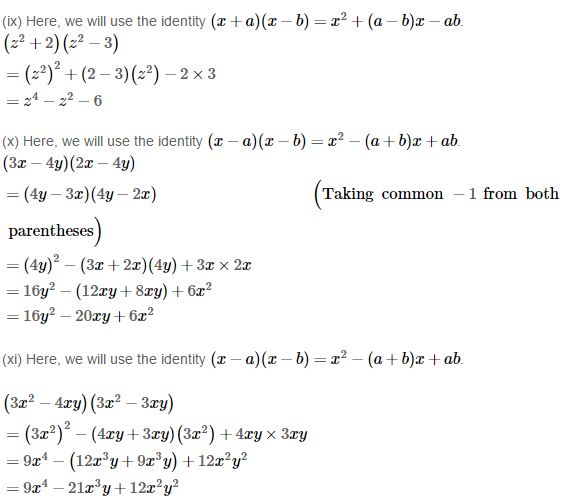 (ix) Here, we will use the identity (x + a)(x − b) = x² + (a − b)x − ab.
(z² + 2)(z² − 3)
= (z²)² + (2 − 3)(z²) − 2 × 3
= z⁴ − z² − 6
(x) Here, we will use the identity (x − a)(x − b) = x² − (a + b)x + ab.
(3x − 4y)(2x − 4y)
= (4y − 3x)(4y − 2x) (Taking common −1 from both
parentheses)
= (4y)² − (3x + 2x)(4y) + 3x × 2x
= 16y² − (12xy + 8xy) + 6x²
= 16y² − 20xy + 6x²
(xi) Here, we will use the identity (x − a)(x − b) = x² − (a + b)x + ab.
(3x² − 4xy)(3x² − 3xy)
= (3x²)² − (4xy + 3xy)(3x²) + 4xy × 3xy
= 9x⁴ − (12x³y + 9x³y) + 12x²y²
= 9x⁴ − 21x³y + 12x²y²